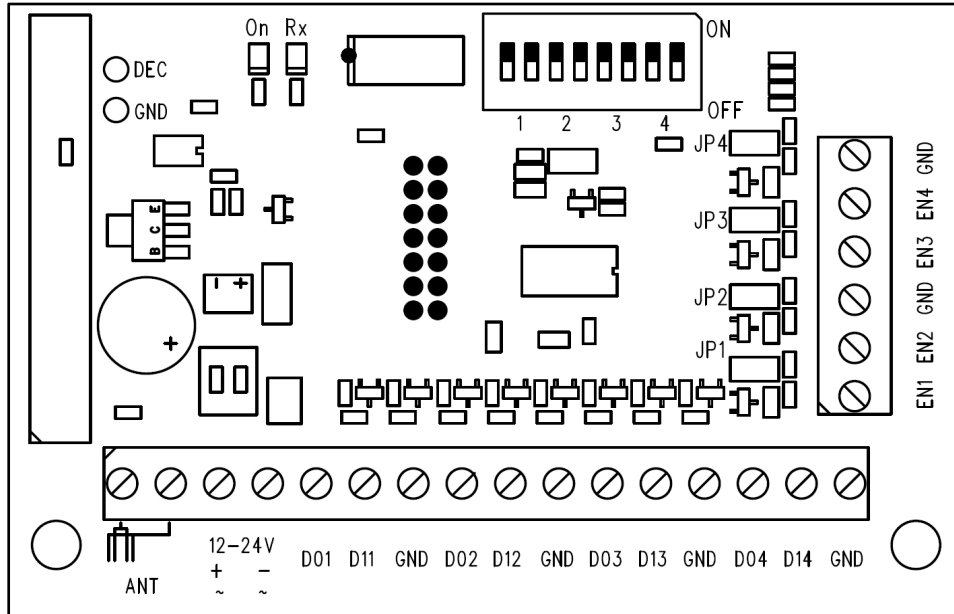 On Rx
ON
DEC
GND
OFF
1 2 3 4
JP4
JP3
JP2
JP1
GND
EN4
EN3
GND
EN2
EN1
E
C
B
- +
+
12-24V
+ -
~ ~
ANT
D01 D11 GND D02 D12 GND D03 D13 GND D04 D14 GND